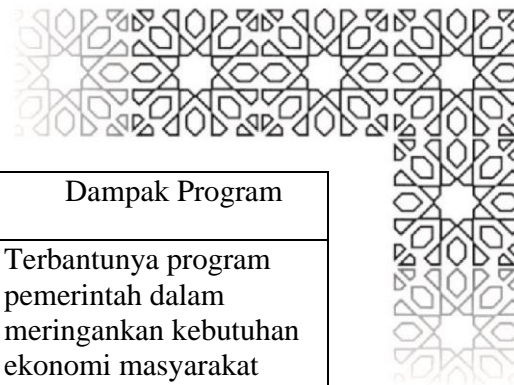 Dampak Program
Terbantunya program
pemerintah dalam
meringankan kebutuhan
ekonomi masyarakat